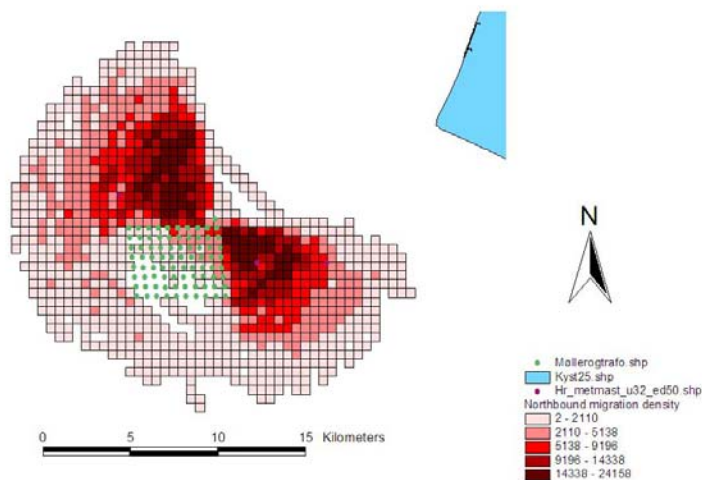 N
Møllerogtrafo.shp
Kyst25.shp
Hr_metmast_u32_ed50.shp
Northbound migration density
2 - 2110
2110 - 5138
5138 - 9196
9196 - 14338
14338 - 24158
0 5 10 15 Kilometers